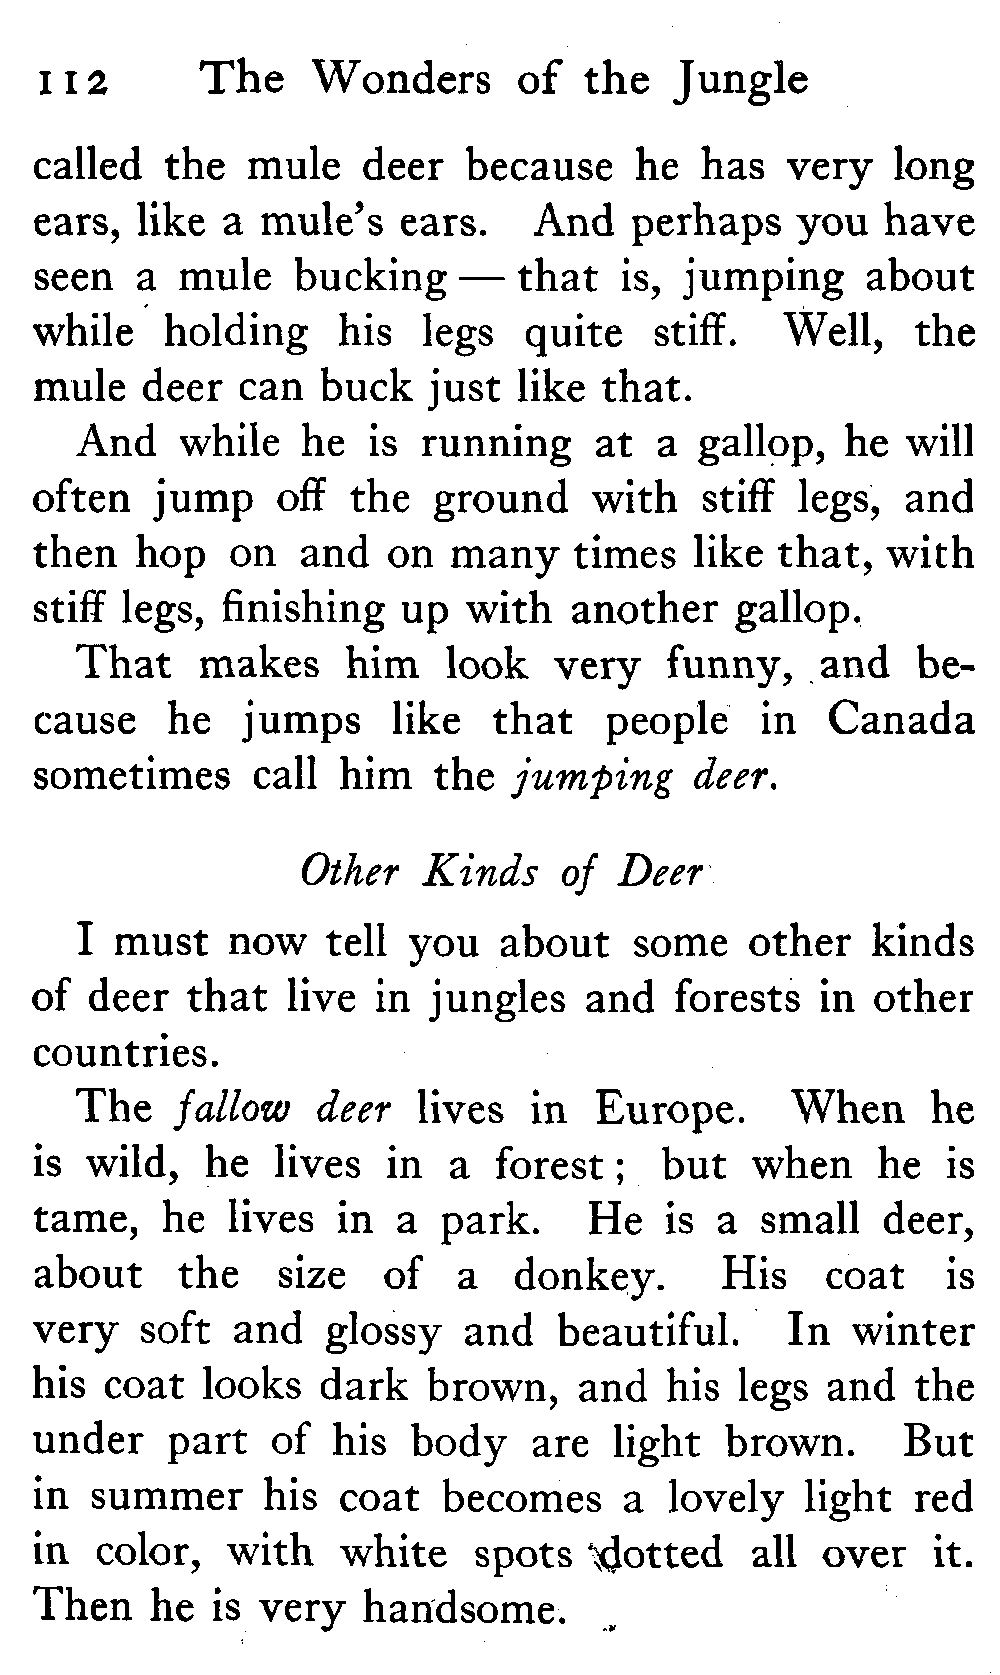 112 The Wonders of the Jungle
called the mule deer because he has very long
ears, like a mule's ears. And perhaps you have
seen a mule bucking — that is, jumping about
while holding his legs quite stiff. Well, the
mule deer can buck just like that.
And while he is running at a gallop, he will
often jump off the ground with stiff legs, and
then hop on and on many times like that, with
stiff legs, finishing up with another gallop.
That makes him look very funny, and be-
cause he jumps like that people in Canada
sometimes call him the jumping deer.
Other Kinds of Deer
I must now tell you about some other kinds
of deer that live in jungles and forests in other
countries.
The fallow deer lives in Europe. When he
is wild, he lives in a forest; but when he is
tame, he lives in a park. He is a small deer,
about the size of a donkey. His coat is
very soft and glossy and beautiful. In winter
his coat looks dark brown, and his legs and the
under part of his body are light brown. But
in summer his coat becomes a lovely light red
in color, with white spots dotted all over it.
Then he is very handsome.